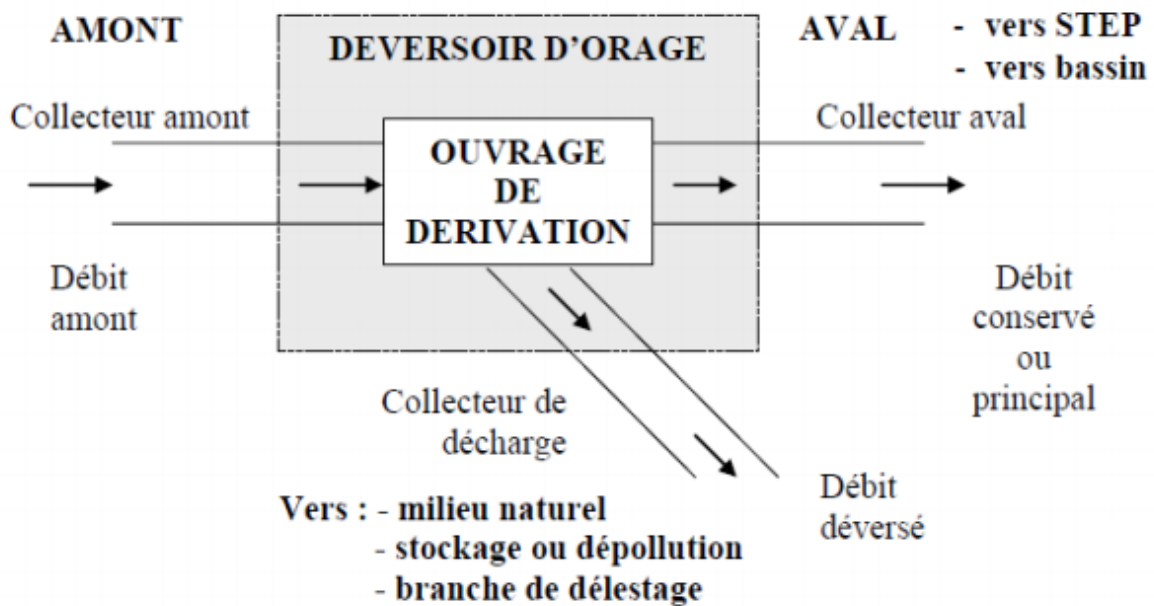 AMONT
DEVERSOIR D'ORAGE
AVAL - vers STEP
- vers bassin
Collecteur amont
Collecteur aval
OUVRAGE
DE
DERIVATION
Débit
amont
Débit
conservé
ou
principal
Collecteur de
décharge
Débit
déversé
Vers : - milieu naturel
- stockage ou dépollution
- branche de délestage